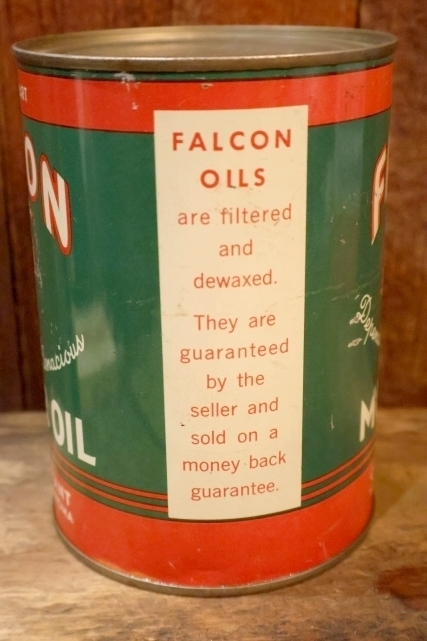 FALCON
OILS
are filtered
and
dewaxed.
They are
guaranteed
by the
seller and
sold on a
money back
guarantee.
OIL